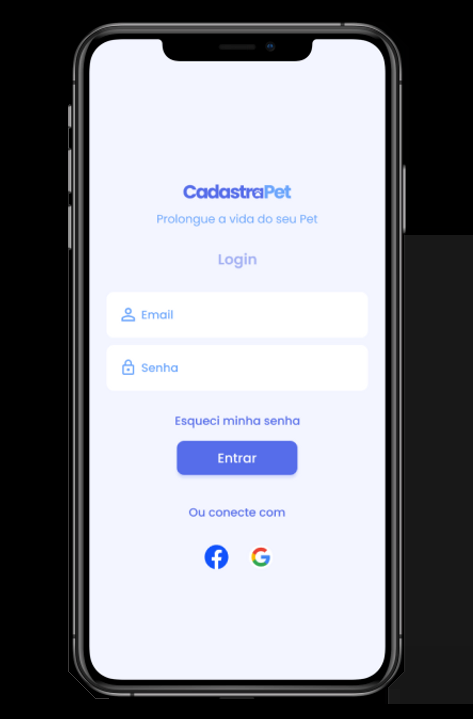 CadastraPet
Prolongue a vida do seu Pet
Login
Email
Senha
Esqueci minha senha
Entrar
Ou conecte com